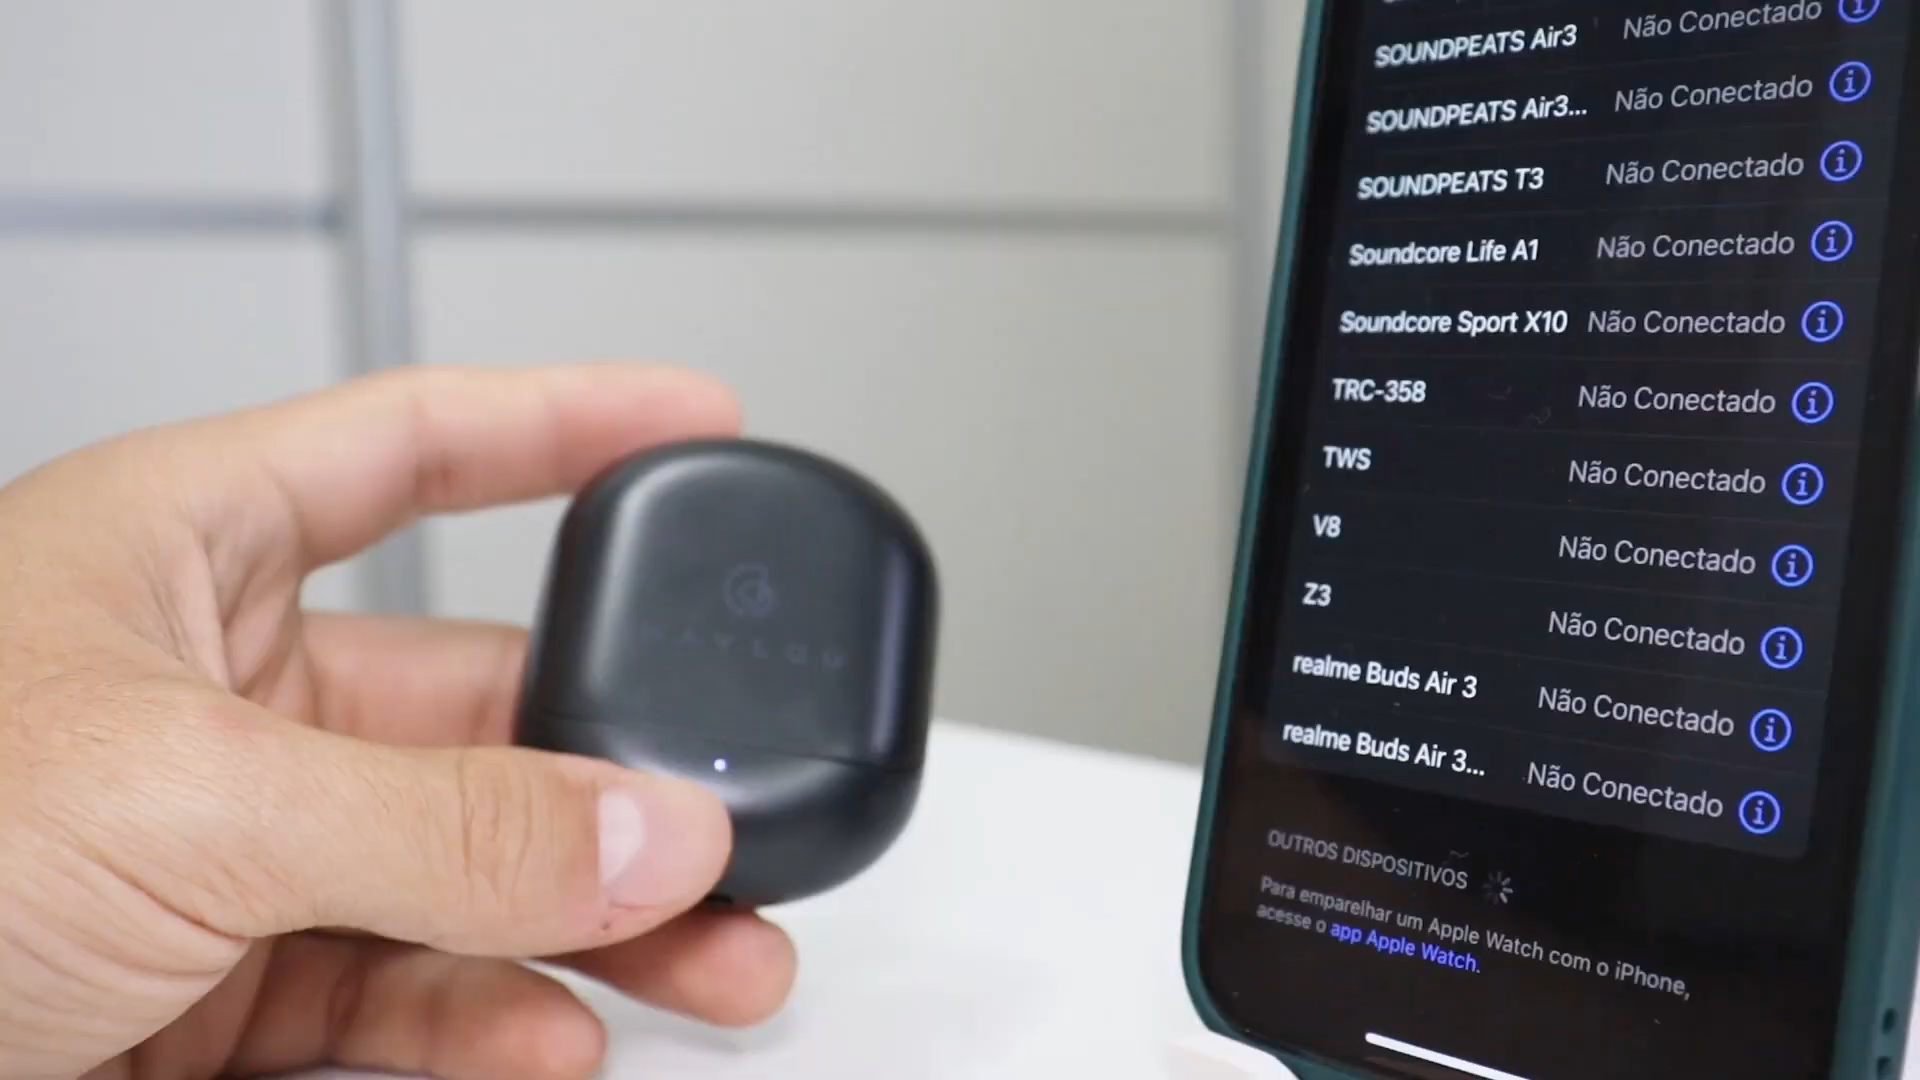 HAYLOU
SOUNDPEATS Air3 Não Conectado
SOUNDPEATS Air3... Não Conectado
SOUNDPEATS T3 Não Conectado
Soundcore Life A1 Não Conectado
Soundcore Sport X10 Não Conectado
TRC-358 Não Conectado
TWS Não Conectado
V8 Não Conectado
Z3 Não Conectado
realme Buds Air 3 Não Conectado
realme Buds Air 3... Não Conectado
OUTROS DISPOSITIVOS
Para emparelhar um Apple Watch com o iPhone,
acesse o app Apple Watch.